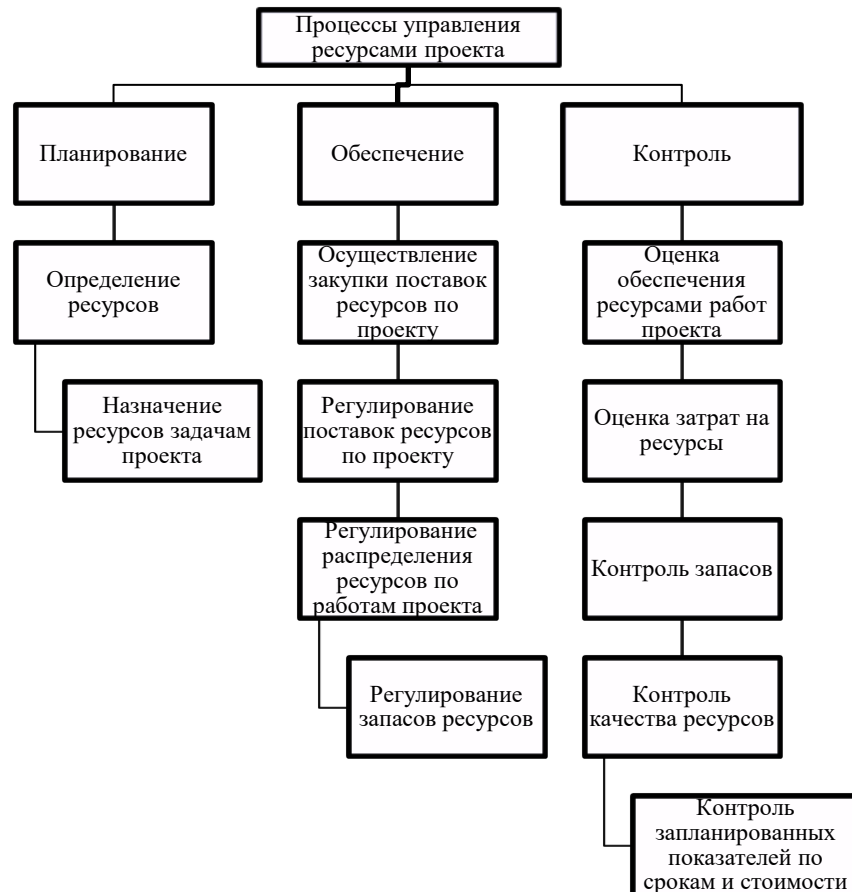 Процессы управления
ресурсами проекта
Планирование
Обеспечение
Контроль
Определение
ресурсов
Осуществление
закупки поставок
ресурсов по
проекту
Оценка
обеспечения
ресурсами работ
проекта
Назначение
ресурсов задачам
проекта
Регулирование
поставок ресурсов
по проекту
Оценка затрат на
ресурсы
Регулирование
распределения
ресурсов по
работам проекта
Контроль запасов
Регулирование
запасов ресурсов
Контроль
качества ресурсов
Контроль
запланированных
показателей по
срокам и стоимости